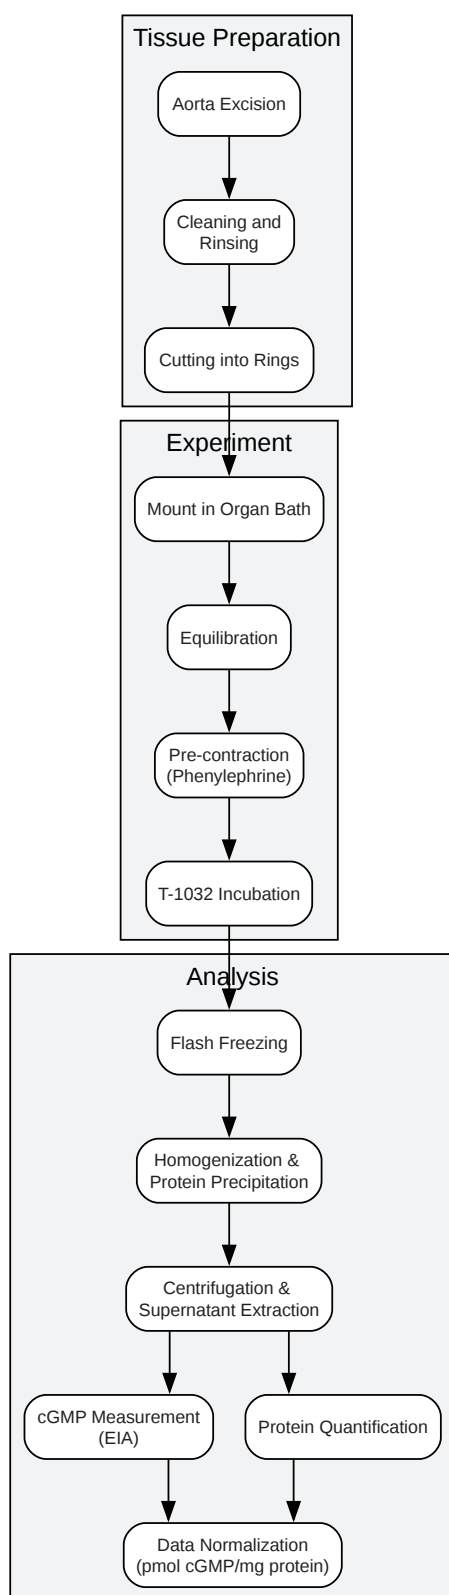 Tissue Preparation
Aorta Excision
Cleaning and
Rinsing
Cutting into Rings
Experiment
Mount in Organ Bath
Equilibration
Pre-contraction
(Phenylephrine)
T-1032 Incubation
Analysis
Flash Freezing
Homogenization &
Protein Precipitation
Centrifugation &
Supernatant Extraction
cGMP Measurement
(EIA)
Protein Quantification
Data Normalization
(pmol cGMP/mg protein)